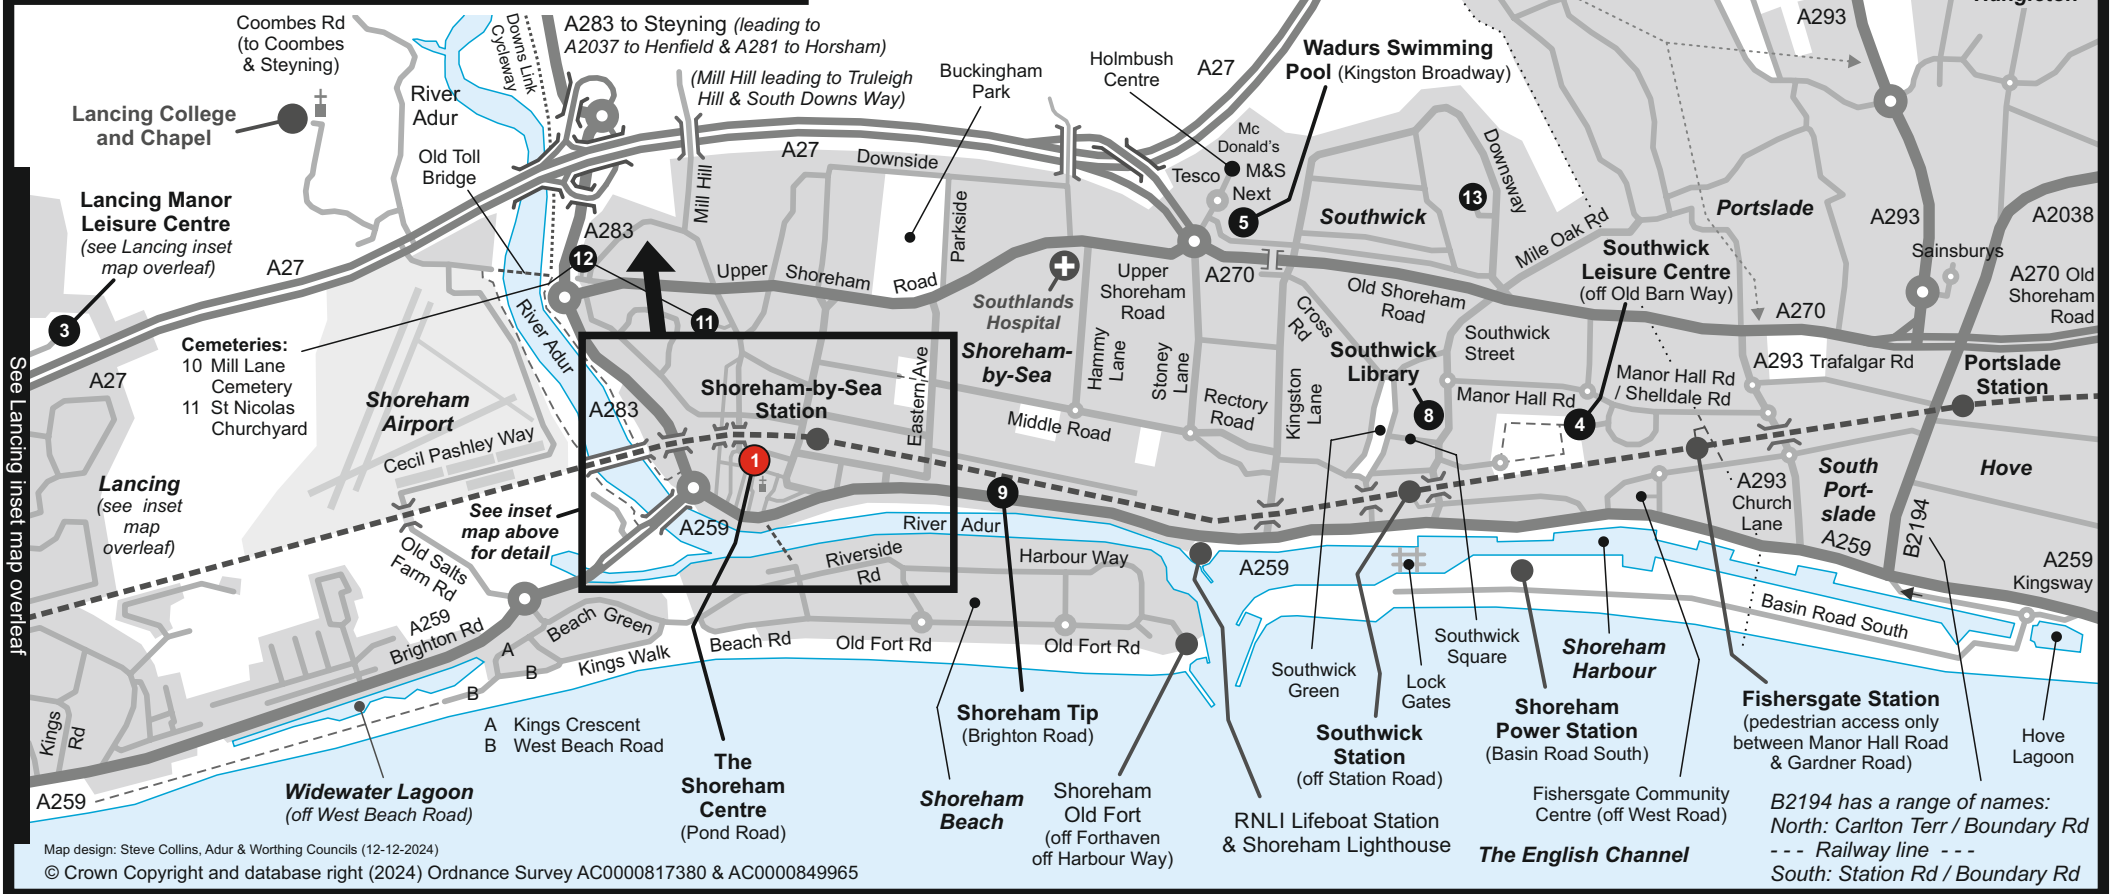 Coombes Rd
(to Coombes
& Steyning)
Downs Link
Cycleway
A283 to Steyning (leading to
A2037 to Henfield & A281 to Horsham)
(Mill Hill leading to Truleigh
Hill & South Downs Way)
Buckingham
Park
Holmbush
Centre
A27
Wadurs Swimming
Pool (Kingston Broadway)
A293
Lancing College
and Chapel
River
Adur
Old Toll
Bridge
A27
Downside
Mc
Donald's
Tesco
M&S
Next
5
13
Downsway
Southwick
Mile Oak Rd
Portslade
A293
A2038
Sainsburys
Lancing Manor
Leisure Centre
(see Lancing inset
map overleaf)
3
A27
A283
12
Mill Hill
Parkside
Upper
Shoreham
Road
Southlands
Hospital
Upper
Shoreham
Road
A270
Old Shoreham
Road
Southwick
Leisure Centre
(off Old Barn Way)
A270
A270 Old
Shoreham
Road
Cemeteries:
10 Mill Lane
Cemetery
11 St Nicolas
Churchyard
11
River Adur
Shoreham-
by-Sea
Hammy
Lane
Stoney
Lane
Cross
Rd
Southwick
Street
Southwick
Library
8
A293 Trafalgar Rd
Portslade
Station
A27
Shoreham
Airport
A283
Shoreham-by-Sea
Station
Eastern Ave
Middle Road
Rectory
Road
Kingston
Lane
Manor Hall Rd
Manor Hall Rd
/ Shelldale Rd
4
Cecil Pashley Way
1
Lancing
(see inset
map
overleaf)
See Lancing inset map overleaf
See inset
map above
for detail
A259
9
River Adur
South
Port-
slade
Hove
A293
Church
Lane
A259
B2194
A259
Kingsway
Old Salts
Farm Rd
Riverside
Rd
Harbour Way
A259
A259
Brighton Rd
Beach Green
A
B
B
Kings Walk
Beach Rd
Old Fort Rd
Old Fort Rd
Basin Road South
Southwick
Green
Southwick
Square
Lock
Gates
Shoreham
Harbour
Kings
Rd
A Kings Crescent
B West Beach Road
Shoreham Tip
(Brighton Road)
Southwick
Station
(off Station Road)
Shoreham
Power Station
(Basin Road South)
Fishersgate Station
(pedestrian access only
between Manor Hall Road
& Gardner Road)
Hove
Lagoon
A259
Widewater Lagoon
(off West Beach Road)
The
Shoreham
Centre
(Pond Road)
Shoreham
Beach
Shoreham
Old Fort
(off Forthaven
off Harbour Way)
RNLI Lifeboat Station
& Shoreham Lighthouse
Fishersgate Community
Centre (off West Road)
The English Channel
B2194 has a range of names:
North: Carlton Terr / Boundary Rd
- - - Railway line - - -
South: Station Rd / Boundary Rd
Map design: Steve Collins, Adur & Worthing Councils (12-12-2024)
© Crown Copyright and database right (2024) Ordnance Survey AC0000817380 & AC0000849965